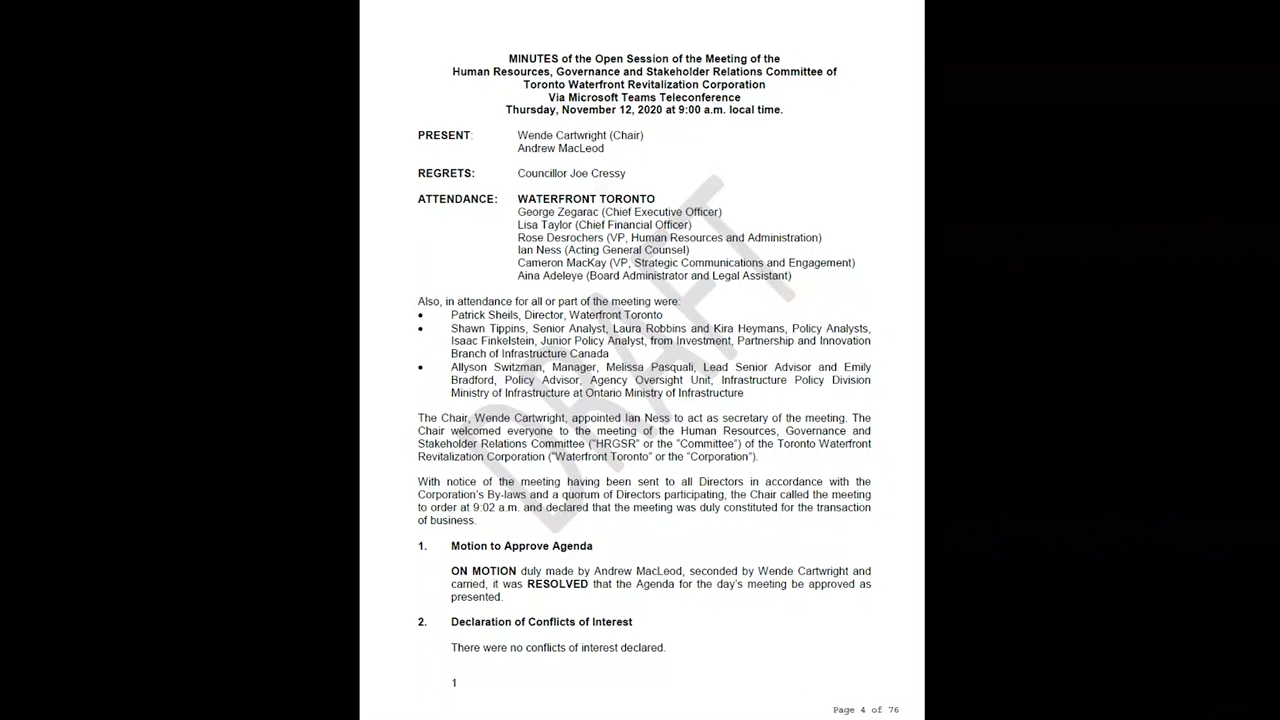 MINUTES of the Open Session of the Meeting of the
Human Resources, Governance and Stakeholder Relations Committee of
Toronto Waterfront Revitalization Corporation
Via Microsoft Teams Teleconference
Thursday, November 12, 2020 at 9:00 a.m. local time.
PRESENT: Wende Cartwright (Chair)
Andrew MacLeod
REGRETS: Councillor Joe Cressy
ATTENDANCE: WATERFRONT TORONTO
George Zegarac (Chief Executive Officer)
Lisa Taylor (Chief Financial Officer)
Rose Desrochers (VP, Human Resources and Administration)
Ian Ness (Acting General Counsel)
Cameron MacKay (VP, Strategic Communications and Engagement)
Aina Adeleye (Board Administrator and Legal Assistant)
Also, in attendance for all or part of the meeting were:
• Patrick Sheils, Director, Waterfront Toronto
• Shawn Tippins, Senior Analyst, Laura Robbins and Kira Heymans, Policy Analysts,
Isaac Finkelstein, Junior Policy Analyst, from Investment, Partnership and Innovation
Branch of Infrastructure Canada
• Allyson Switzman, Manager, Melissa Pasquali, Lead Senior Advisor and Emily
Bradford, Policy Advisor, Agency Oversight Unit, Infrastructure Policy Division
Ministry of Infrastructure at Ontario Ministry of Infrastructure
The Chair, Wende Cartwright, appointed Ian Ness to act as secretary of the meeting. The
Chair welcomed everyone to the meeting of the Human Resources, Governance and
Stakeholder Relations Committee ("HRGSR" or the "Committee") of the Toronto Waterfront
Revitalization Corporation ("Waterfront Toronto" or the "Corporation").
With notice of the meeting having been sent to all Directors in accordance with the
Corporation's By-laws and a quorum of Directors participating, the Chair called the meeting
to order at 9:02 a.m. and declared that the meeting was duly constituted for the transaction
of business.
1. Motion to Approve Agenda
ON MOTION duly made by Andrew MacLeod, seconded by Wende Cartwright and
carried, it was RESOLVED that the Agenda for the day's meeting be approved as
presented.
2. Declaration of Conflicts of Interest
There were no conflicts of interest declared.
1
Page 4 of 76
DRAFT